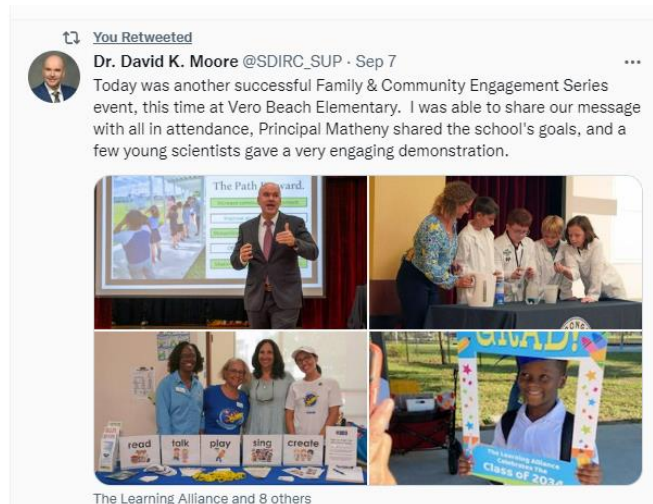 You Retweeted
Dr. David K. Moore @SDIRC_SUP · Sep 7
Today was another successful Family & Community Engagement Series
event, this time at Vero Beach Elementary.  I was able to share our message
with all in attendance, Principal Matheny shared the school's goals, and a
few young scientists gave a very engaging demonstration.
The Path
read talk play sing create
GRAD!
The Learning Alliance
Celebrates The
Class of 2034
The Learning Alliance and 8 others